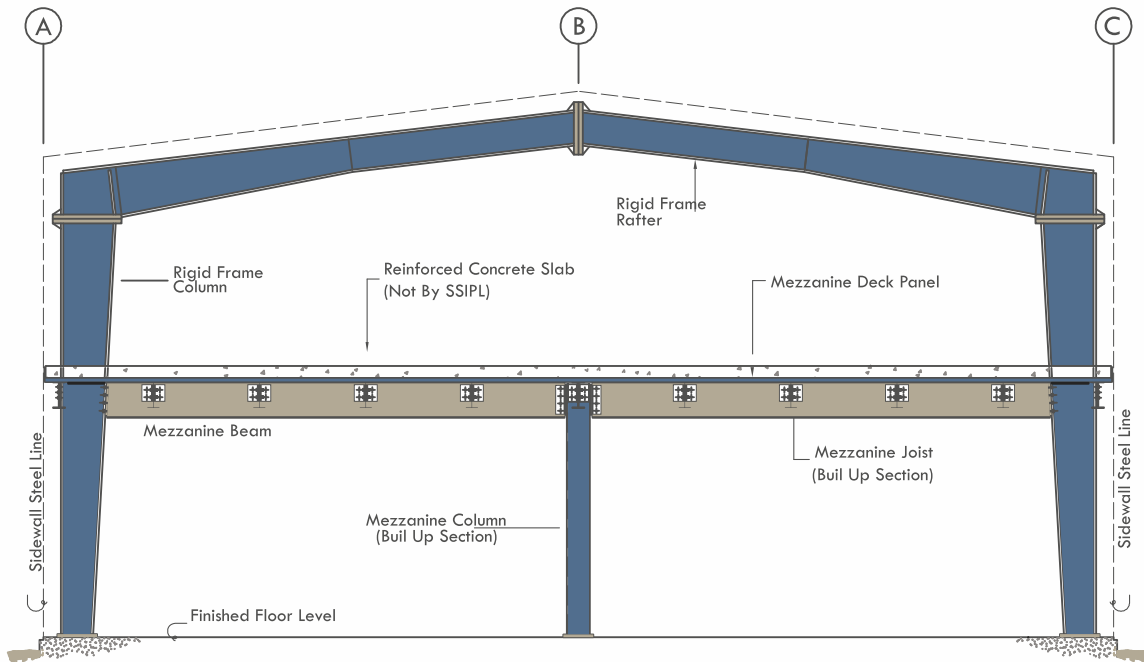 A
B
C
Rigid Frame
Rafter
Rigid Frame
Column
Reinforced Concrete Slab
(Not By SSIPL)
Mezzanine Deck Panel
Mezzanine Beam
Mezzanine Joist
(Buil Up Section)
Mezzanine Column
(Buil Up Section)
Sidewall Steel Line
Sidewall Steel Line
Finished Floor Level